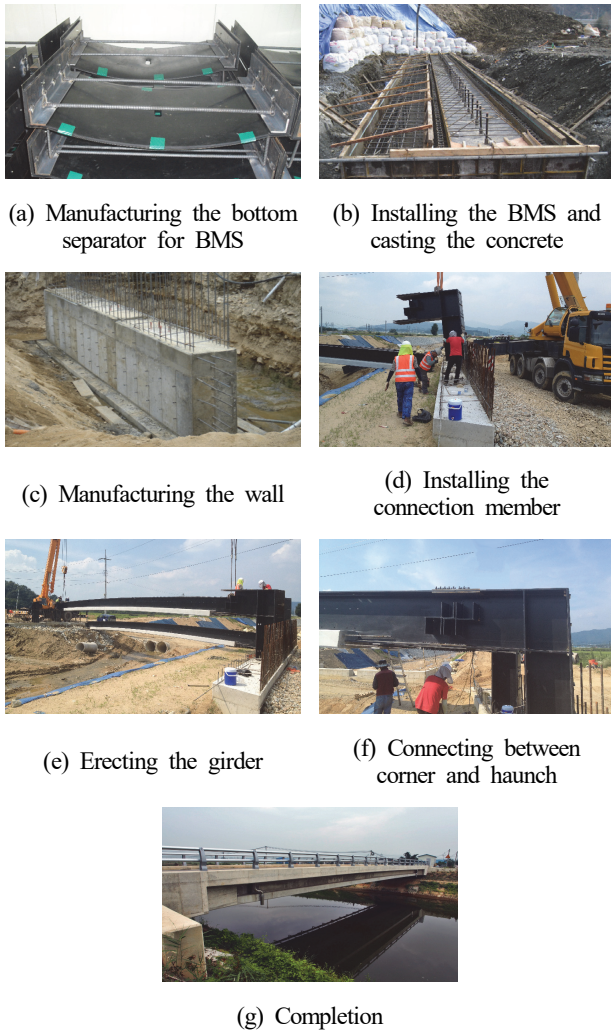 (a) Manufacturing the bottom
separator for BMS
(b) Installing the BMS and
casting the concrete
(c) Manufacturing the wall
(d) Installing the
connection member
(e) Erecting the girder
(f) Connecting between
corner and haunch
(g) Completion